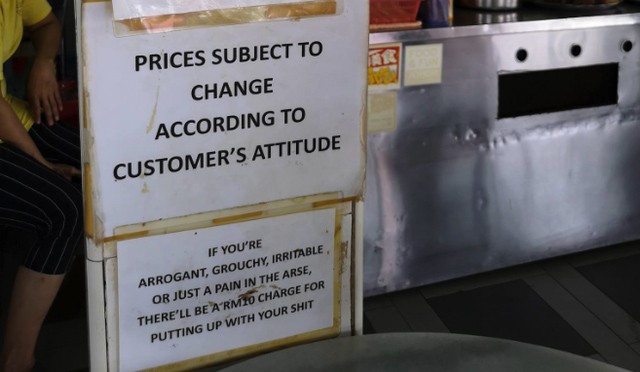 PRICES SUBJECT TO
CHANGE
ACCORDING TO
CUSTOMER'S ATTITUDE
IF YOU'RE
ARROGANT, GROUCHY, IRRITABLE
OR JUST A PAIN IN THE ARSE,
THERE'LL BE A RM10 CHARGE FOR
PUTTING UP WITH YOUR SHIT